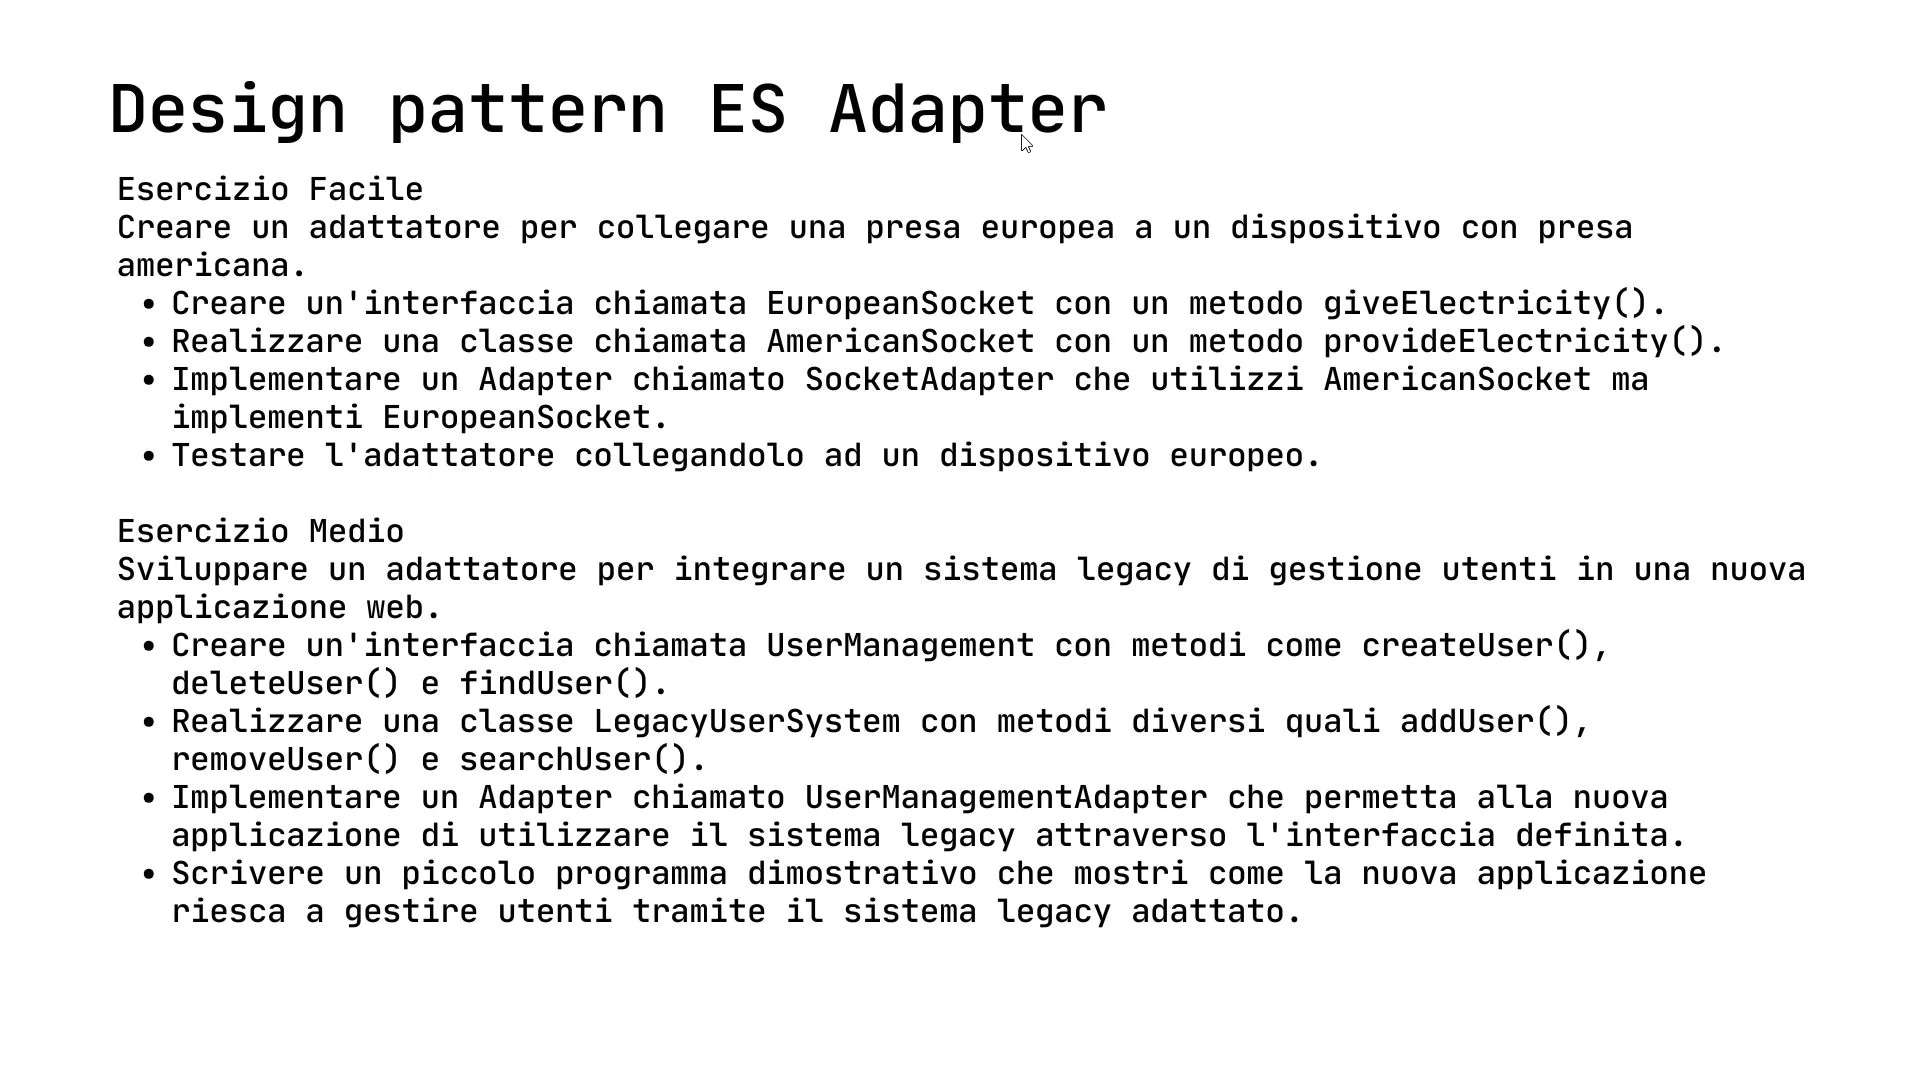 Design pattern ES Adapter
Esercizio Facile
Creare un adattatore per collegare una presa europea a un dispositivo con presa
americana.
• Creare un'interfaccia chiamata EuropeanSocket con un metodo giveElectricity().
• Realizzare una classe chiamata AmericanSocket con un metodo provideElectricity().
• Implementare un Adapter chiamato SocketAdapter che utilizzi AmericanSocket ma
implementi EuropeanSocket.
• Testare l'adattatore collegandolo ad un dispositivo europeo.
Esercizio Medio
Sviluppare un adattatore per integrare un sistema legacy di gestione utenti in una nuova
applicazione web.
• Creare un'interfaccia chiamata UserManagement con metodi come createUser(),
deleteUser() e findUser().
• Realizzare una classe LegacyUserSystem con metodi diversi quali addUser(),
removeUser() e searchUser().
• Implementare un Adapter chiamato UserManagementAdapter che permetta alla nuova
applicazione di utilizzare il sistema legacy attraverso l'interfaccia definita.
• Scrivere un piccolo programma dimostrativo che mostri come la nuova applicazione
riesca a gestire utenti tramite il sistema legacy adattato.